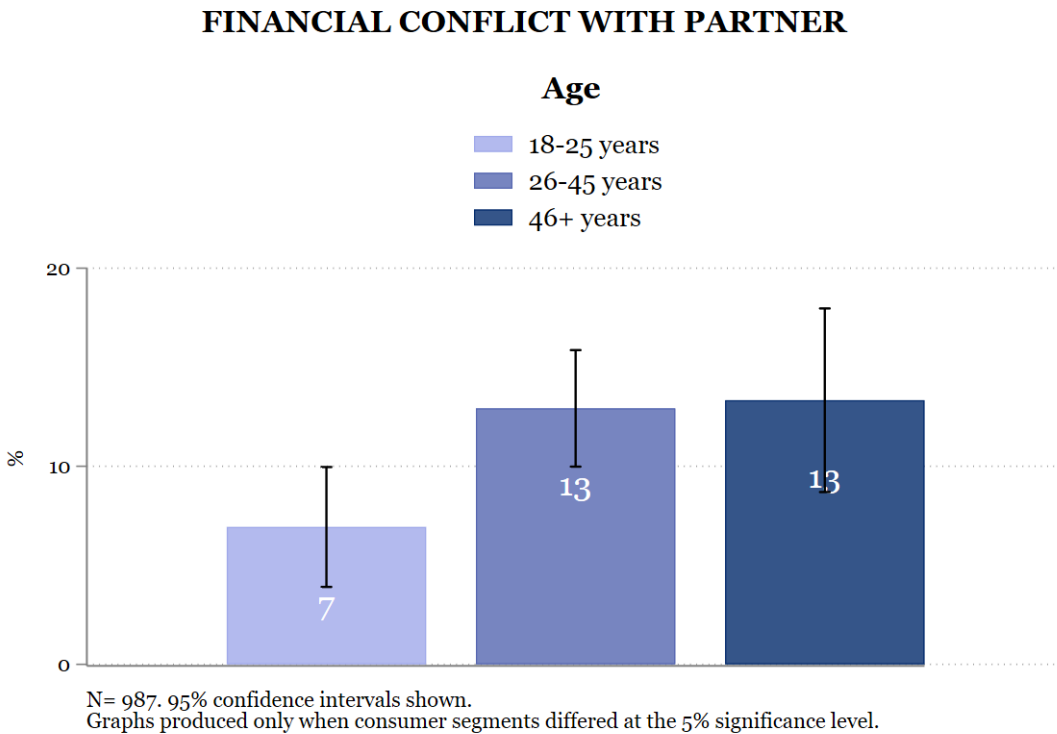 FINANCIAL CONFLICT WITH PARTNER
Age
18-25 years
26-45 years
46+ years
20
10
0
%
7
13
13
N= 987. 95% confidence intervals shown.
Graphs produced only when consumer segments differed at the 5% significance level.